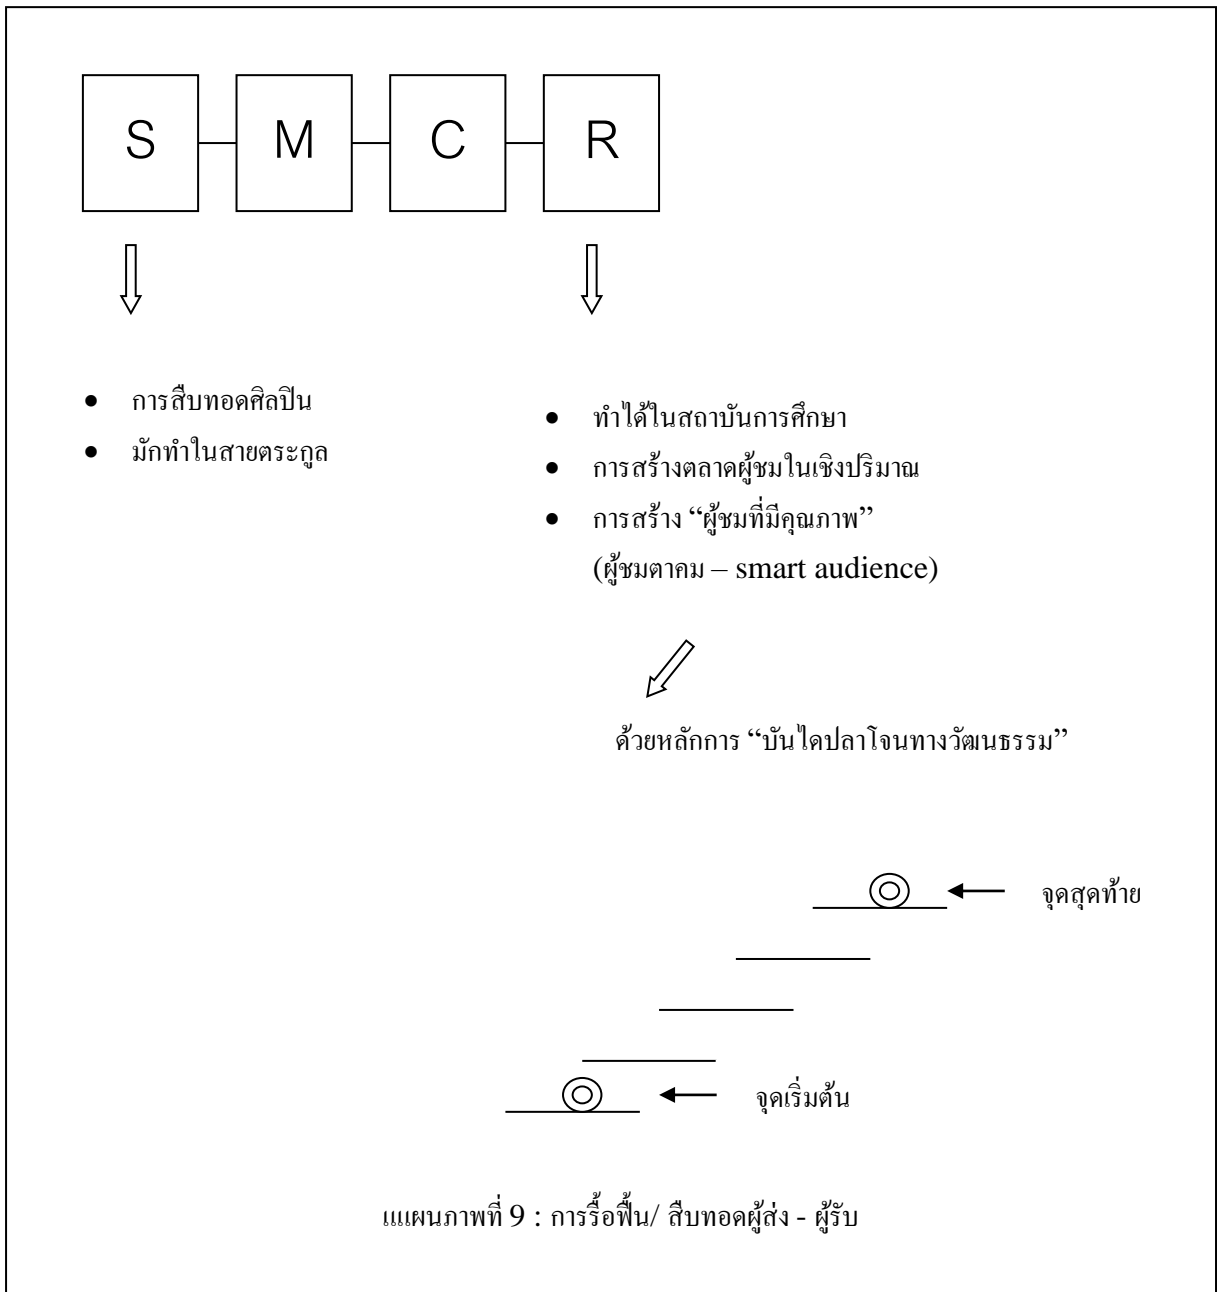 S M C R
• การสืบทอดศิลปิน
• มักทำในสายตระกูล
• ทำได้ในสถาบันการศึกษา
• การสร้างตลาดผู้ชมในเชิงปริมาณ
• การสร้าง “ผู้ชมที่มีคุณภาพ”
(ผู้ชมตาคม – smart audience)
ด้วยหลักการ “บันไดปลาโจนทางวัฒนธรรม”
จุดสุดท้าย
จุดเริ่มต้น
แแผนภาพที่ 9 : การรื้อฟื้น/ สืบทอดผู้ส่ง - ผู้รับ